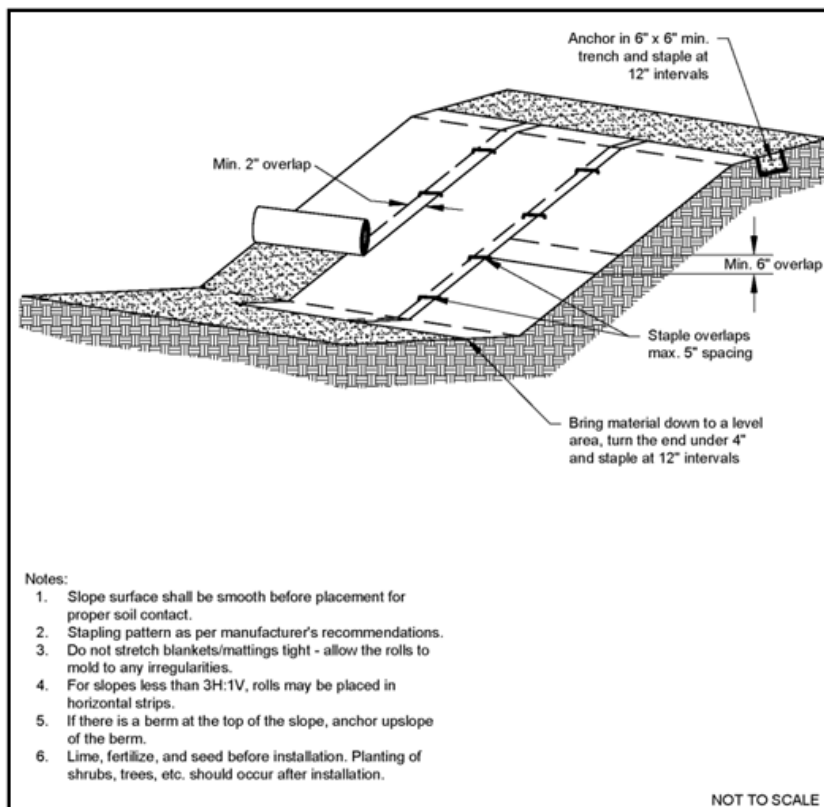 Anchor in 6" x 6" min.
trench and staple at
12" intervals
Min. 2" overlap
Min. 6" overlap
Staple overlaps
max. 5" spacing
Bring material down to a level
area, turn the end under 4"
and staple at 12" intervals
Notes:
1. Slope surface shall be smooth before placement for
proper soil contact.
2. Stapling pattern as per manufacturer's recommendations.
3. Do not stretch blankets/mattings tight - allow the rolls to
mold to any irregularities.
4. For slopes less than 3H:1V, rolls may be placed in
horizontal strips.
5. If there is a berm at the top of the slope, anchor upslope
of the berm.
6. Lime, fertilize, and seed before installation. Planting of
shrubs, trees, etc. should occur after installation.
NOT TO SCALE